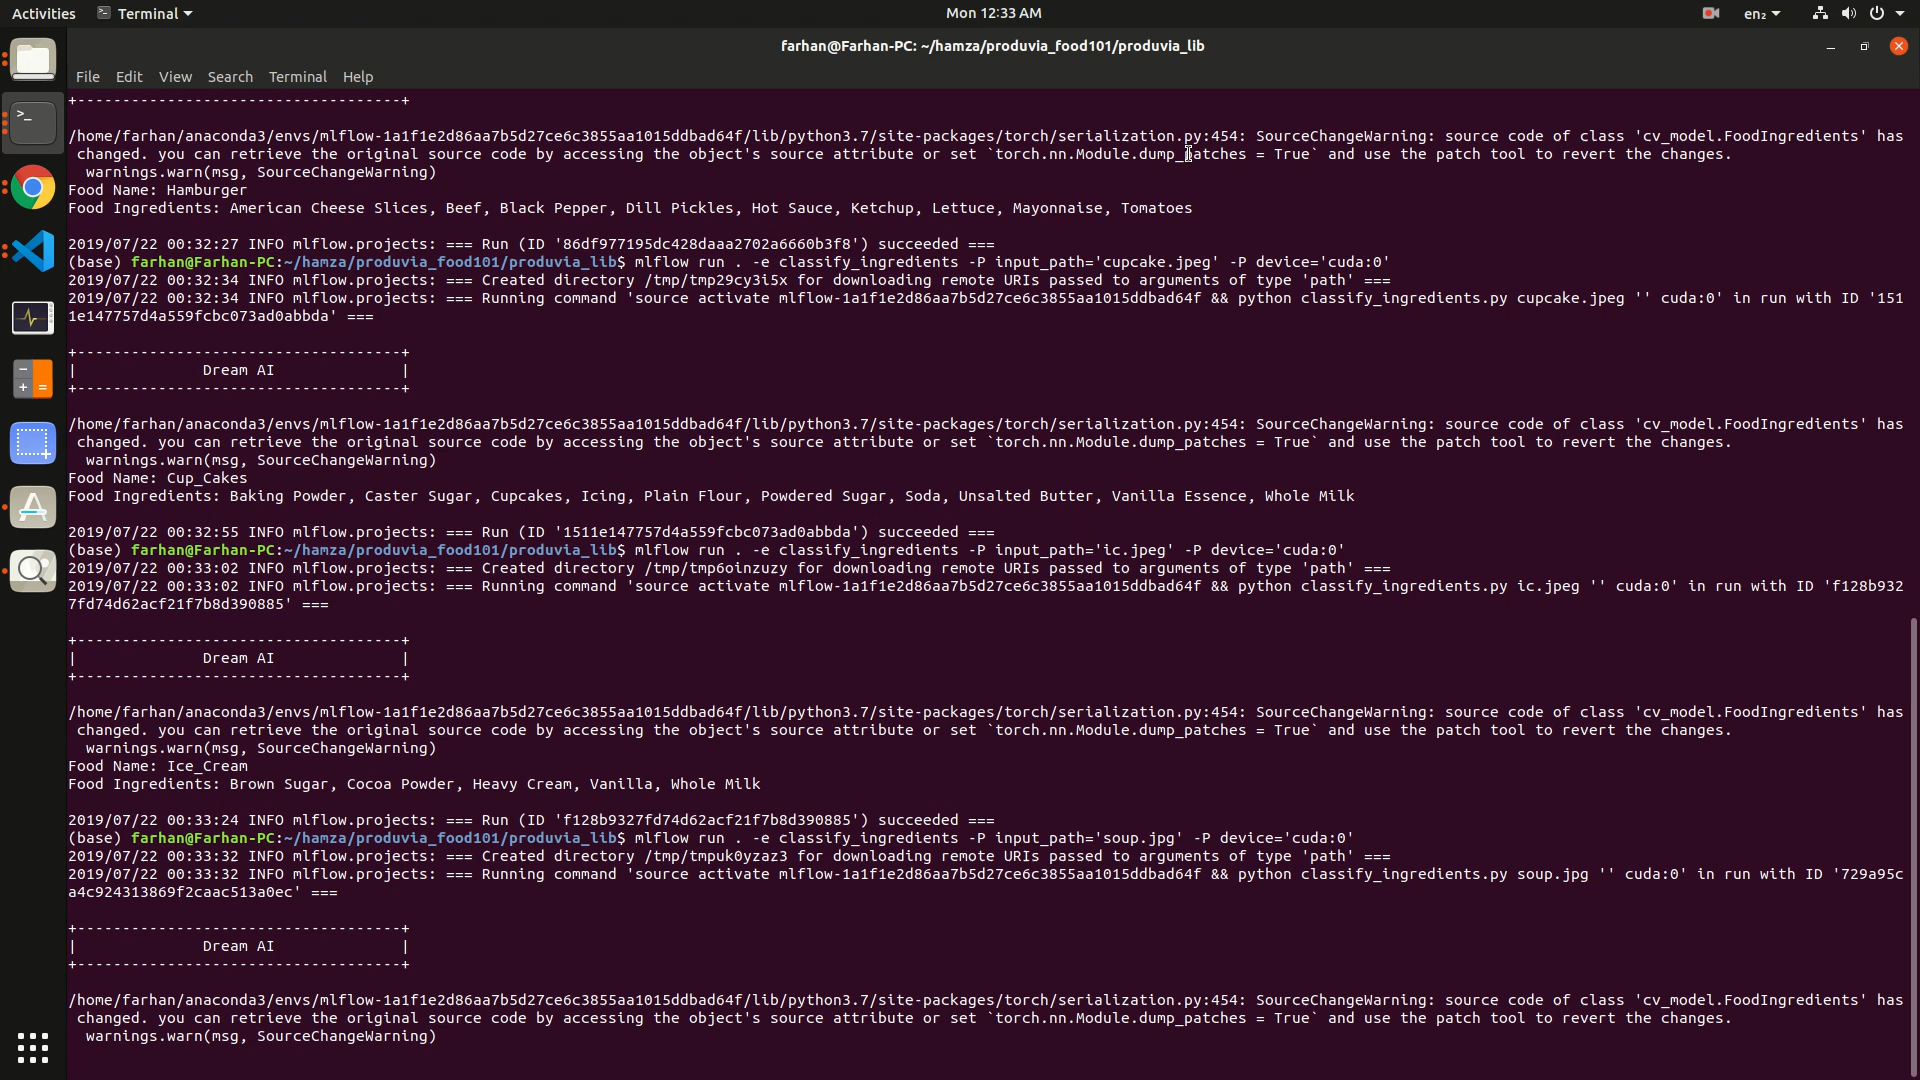 Activities Terminal Mon 12:33 AM en₂
farhan@Farhan-PC: ~/hamza/produvia_food101/produvia_lib
File Edit View Search Terminal Help
+------------------------------------+
/home/farhan/anaconda3/envs/mlflow-1a1f1e2d86aa7b5d27ce6c3855aa1015ddbad64f/lib/python3.7/site-packages/torch/serialization.py:454: SourceChangeWarning: source code of class 'cv_model.FoodIngredients' has
changed. you can retrieve the original source code by accessing the object's source attribute or set `torch.nn.Module.dump_patches = True` and use the patch tool to revert the changes.
warnings.warn(msg, SourceChangeWarning)
Food Name: Hamburger
Food Ingredients: American Cheese Slices, Beef, Black Pepper, Dill Pickles, Hot Sauce, Ketchup, Lettuce, Mayonnaise, Tomatoes
2019/07/22 00:32:27 INFO mlflow.projects: === Run (ID '86df977195dc428daaa2702a6660b3f8') succeeded ===
(base) farhan@Farhan-PC:~/hamza/produvia_food101/produvia_lib$ mlflow run . -e classify_ingredients -P input_path='cupcake.jpeg' -P device='cuda:0'
2019/07/22 00:32:34 INFO mlflow.projects: === Created directory /tmp/tmp29cy3i5x for downloading remote URIs passed to arguments of type 'path' ===
2019/07/22 00:32:34 INFO mlflow.projects: === Running command 'source activate mlflow-1a1f1e2d86aa7b5d27ce6c3855aa1015ddbad64f && python classify_ingredients.py cupcake.jpeg '' cuda:0' in run with ID '151
1e147757d4a559fcbc073ad0abbda' ===
+------------------------------------+
| Dream AI |
+------------------------------------+
/home/farhan/anaconda3/envs/mlflow-1a1f1e2d86aa7b5d27ce6c3855aa1015ddbad64f/lib/python3.7/site-packages/torch/serialization.py:454: SourceChangeWarning: source code of class 'cv_model.FoodIngredients' has
changed. you can retrieve the original source code by accessing the object's source attribute or set `torch.nn.Module.dump_patches = True` and use the patch tool to revert the changes.
warnings.warn(msg, SourceChangeWarning)
Food Name: Cup_Cakes
Food Ingredients: Baking Powder, Caster Sugar, Cupcakes, Icing, Plain Flour, Powdered Sugar, Soda, Unsalted Butter, Vanilla Essence, Whole Milk
2019/07/22 00:32:55 INFO mlflow.projects: === Run (ID '1511e147757d4a559fcbc073ad0abbda') succeeded ===
(base) farhan@Farhan-PC:~/hamza/produvia_food101/produvia_lib$ mlflow run . -e classify_ingredients -P input_path='ic.jpeg' -P device='cuda:0'
2019/07/22 00:33:02 INFO mlflow.projects: === Created directory /tmp/tmp6oinzuzy for downloading remote URIs passed to arguments of type 'path' ===
2019/07/22 00:33:02 INFO mlflow.projects: === Running command 'source activate mlflow-1a1f1e2d86aa7b5d27ce6c3855aa1015ddbad64f && python classify_ingredients.py ic.jpeg '' cuda:0' in run with ID 'f128b932
7fd74d62acf21f7b8d390885' ===
+------------------------------------+
| Dream AI |
+------------------------------------+
/home/farhan/anaconda3/envs/mlflow-1a1f1e2d86aa7b5d27ce6c3855aa1015ddbad64f/lib/python3.7/site-packages/torch/serialization.py:454: SourceChangeWarning: source code of class 'cv_model.FoodIngredients' has
changed. you can retrieve the original source code by accessing the object's source attribute or set `torch.nn.Module.dump_patches = True` and use the patch tool to revert the changes.
warnings.warn(msg, SourceChangeWarning)
Food Name: Ice_Cream
Food Ingredients: Brown Sugar, Cocoa Powder, Heavy Cream, Vanilla, Whole Milk
2019/07/22 00:33:24 INFO mlflow.projects: === Run (ID 'f128b9327fd74d62acf21f7b8d390885') succeeded ===
(base) farhan@Farhan-PC:~/hamza/produvia_food101/produvia_lib$ mlflow run . -e classify_ingredients -P input_path='soup.jpg' -P device='cuda:0'
2019/07/22 00:33:32 INFO mlflow.projects: === Created directory /tmp/tmpuk0yzaz3 for downloading remote URIs passed to arguments of type 'path' ===
2019/07/22 00:33:32 INFO mlflow.projects: === Running command 'source activate mlflow-1a1f1e2d86aa7b5d27ce6c3855aa1015ddbad64f && python classify_ingredients.py soup.jpg '' cuda:0' in run with ID '729a95c
a4c924313869f2caac513a0ec' ===
+------------------------------------+
| Dream AI |
+------------------------------------+
/home/farhan/anaconda3/envs/mlflow-1a1f1e2d86aa7b5d27ce6c3855aa1015ddbad64f/lib/python3.7/site-packages/torch/serialization.py:454: SourceChangeWarning: source code of class 'cv_model.FoodIngredients' has
changed. you can retrieve the original source code by accessing the object's source attribute or set `torch.nn.Module.dump_patches = True` and use the patch tool to revert the changes.
warnings.warn(msg, SourceChangeWarning)